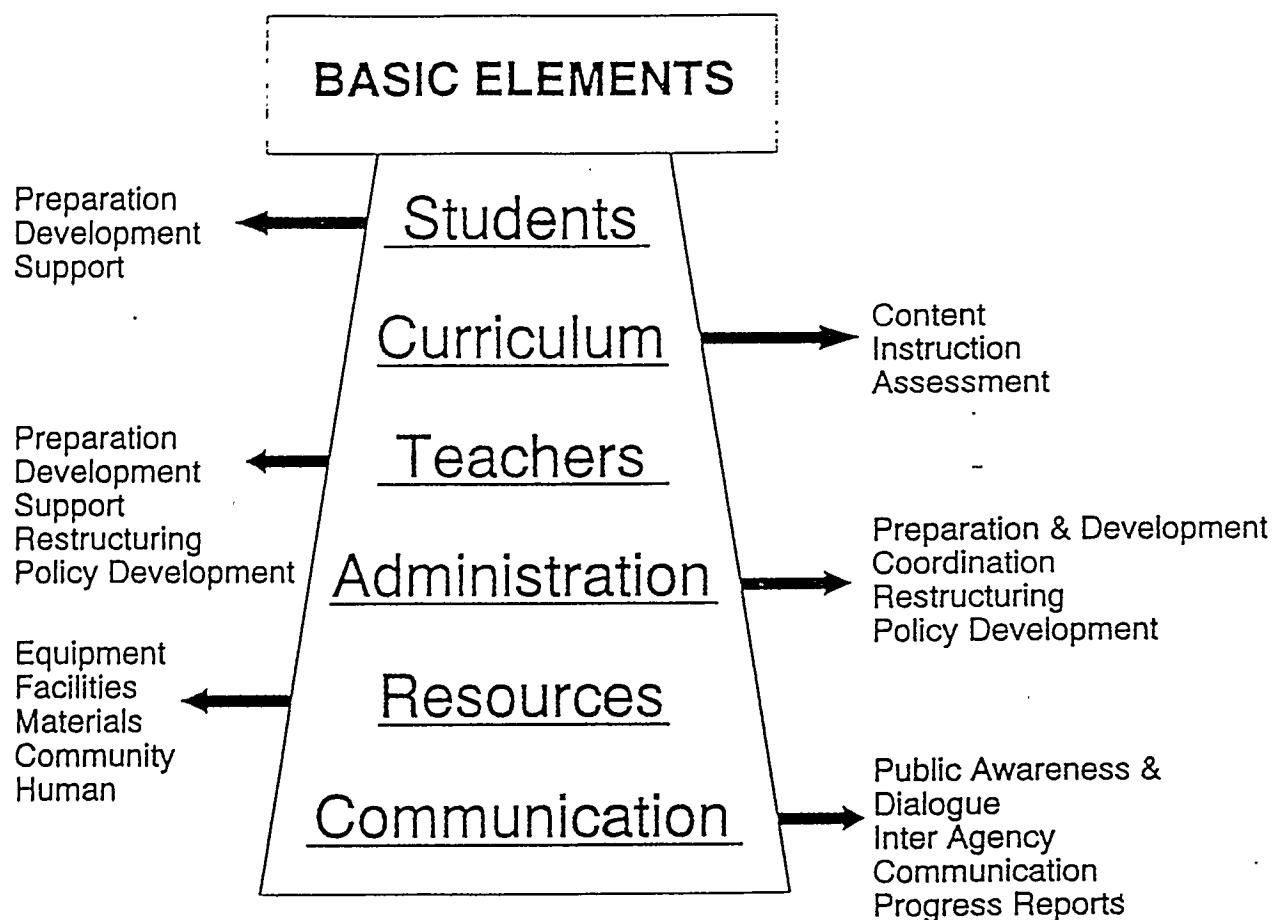 BASIC ELEMENTS
Students
Preparation
Development
Support
Curriculum
Content
Instruction
Assessment
Teachers
Preparation
Development
Support
Restructuring
Policy Development
Administration
Preparation & Development
Coordination
Restructuring
Policy Development
Resources
Equipment
Facilities
Materials
Community
Human
Communication
Public Awareness &
Dialogue
Inter Agency
Communication
Progress Reports